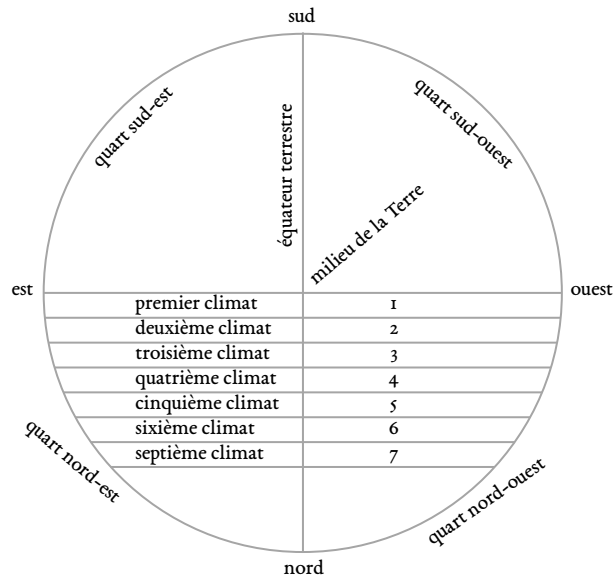 sud
quart sud-est
quart sud-ouest
équateur terrestre
milieu de la Terre
est
ouest
premier climat 1
deuxième climat 2
troisième climat 3
quatrième climat 4
cinquième climat 5
sixième climat 6
septième climat 7
quart nord-est
quart nord-ouest
nord